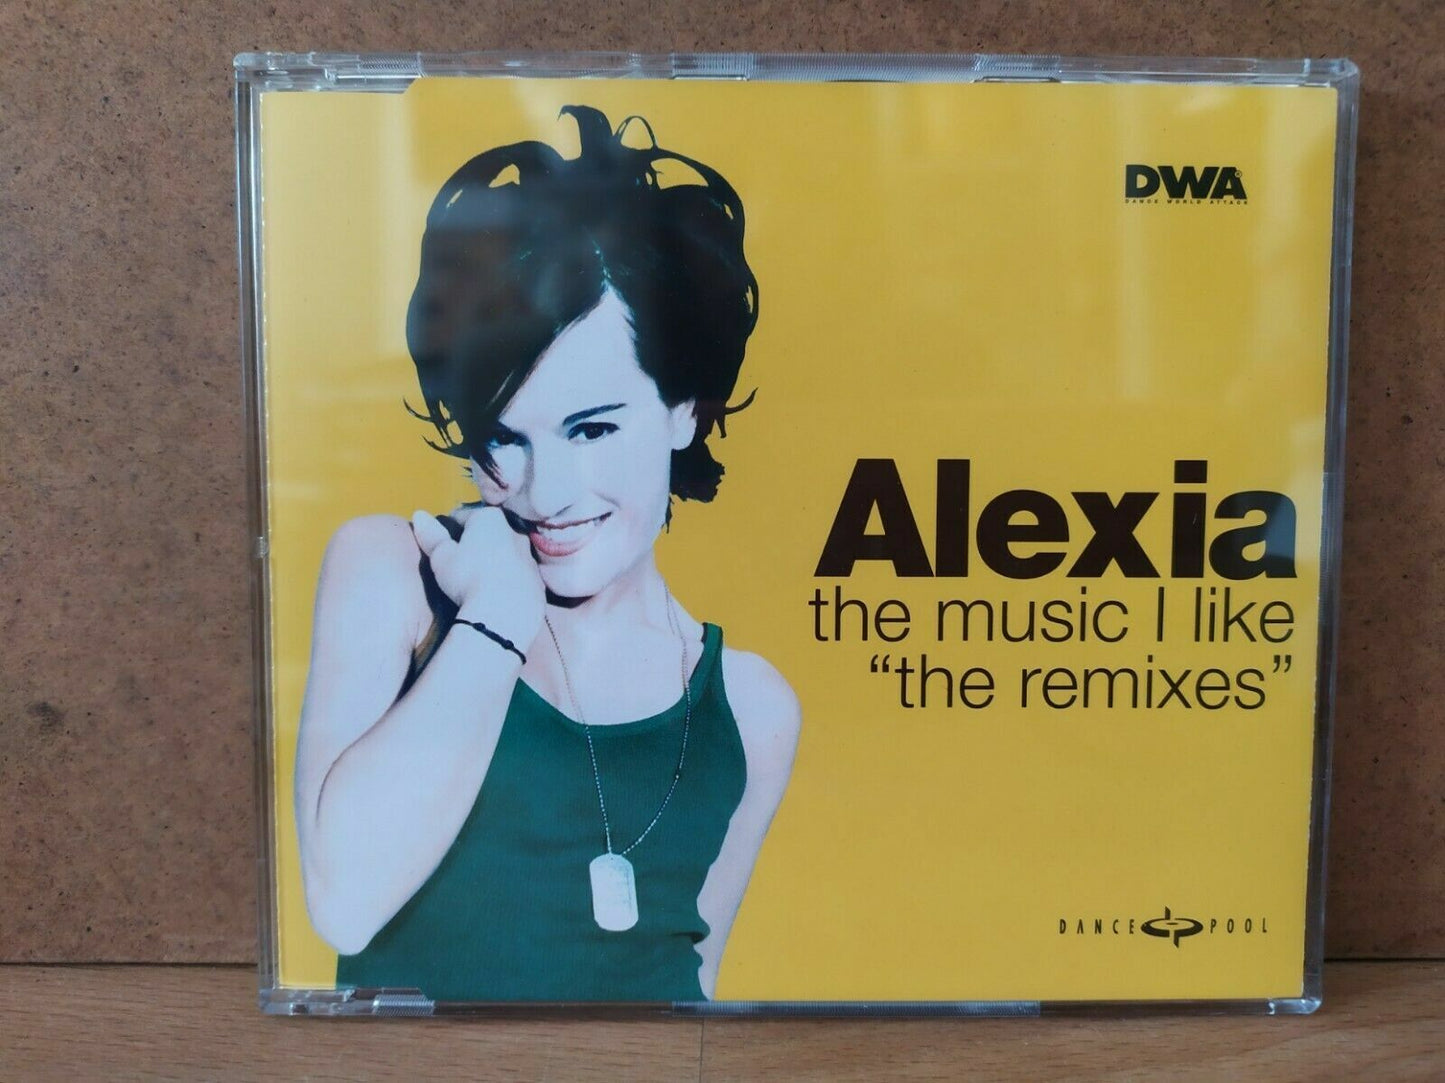 DWA®
DANCE WORLD ATTACK
Alexia
the music I like
“the remixes”
DANCE POOL